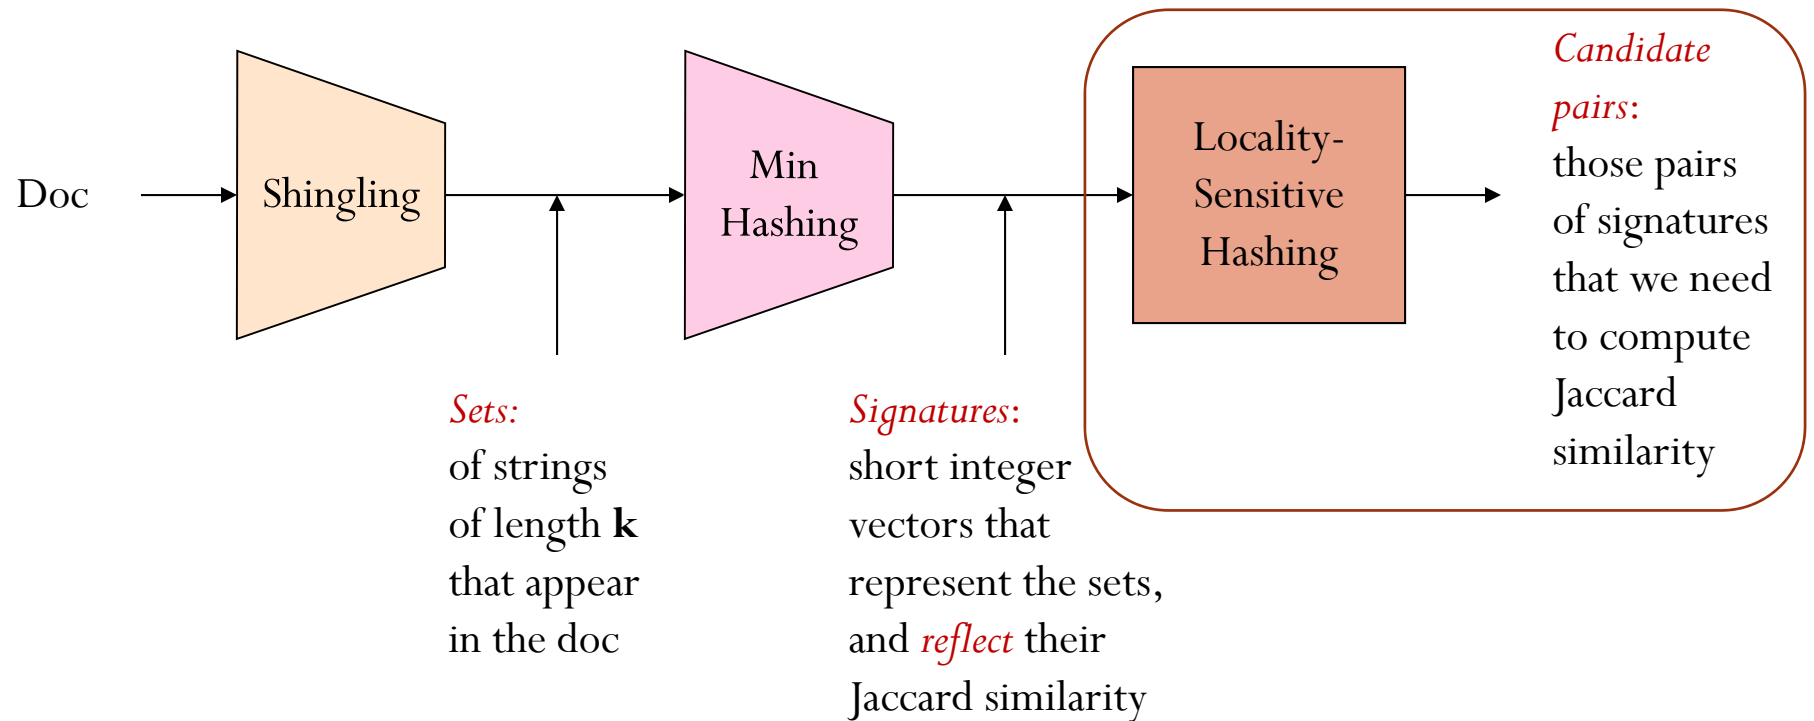 Doc
Shingling
Min
Hashing
Locality-
Sensitive
Hashing
Candidate
pairs:
those pairs
of signatures
that we need
to compute
Jaccard
similarity
Sets:
of strings
of length k
that appear
in the doc
Signatures:
short integer
vectors that
represent the sets,
and reflect their
Jaccard similarity